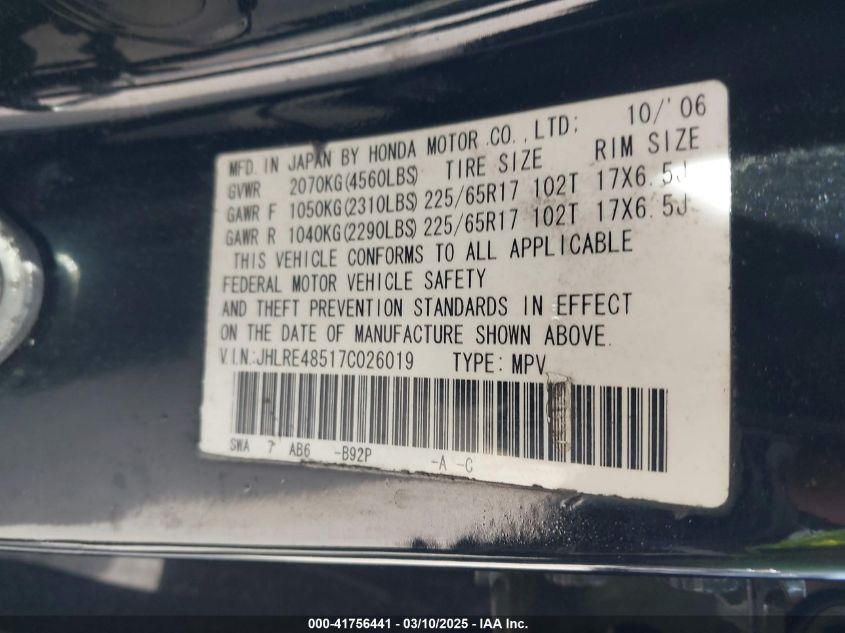 MFD. IN JAPAN BY HONDA MOTOR CO., LTD; 10/'06
GVWR 2070KG(4560LBS) TIRE SIZE RIM SIZE
GAWR F 1050KG(2310LBS) 225/65R17 102T 17X6.5J
GAWR R 1040KG(2290LBS) 225/65R17 102T 17X6.5J
THIS VEHICLE CONFORMS TO ALL APPLICABLE
FEDERAL MOTOR VEHICLE SAFETY
AND THEFT PREVENTION STANDARDS IN EFFECT
ON THE DATE OF MANUFACTURE SHOWN ABOVE.
V.I.N.:JHLRE48517C026019 TYPE: MPV
SWA 7 AB6 -B92P -A -C
000-41756441 - 03/10/2025 - IAA Inc.